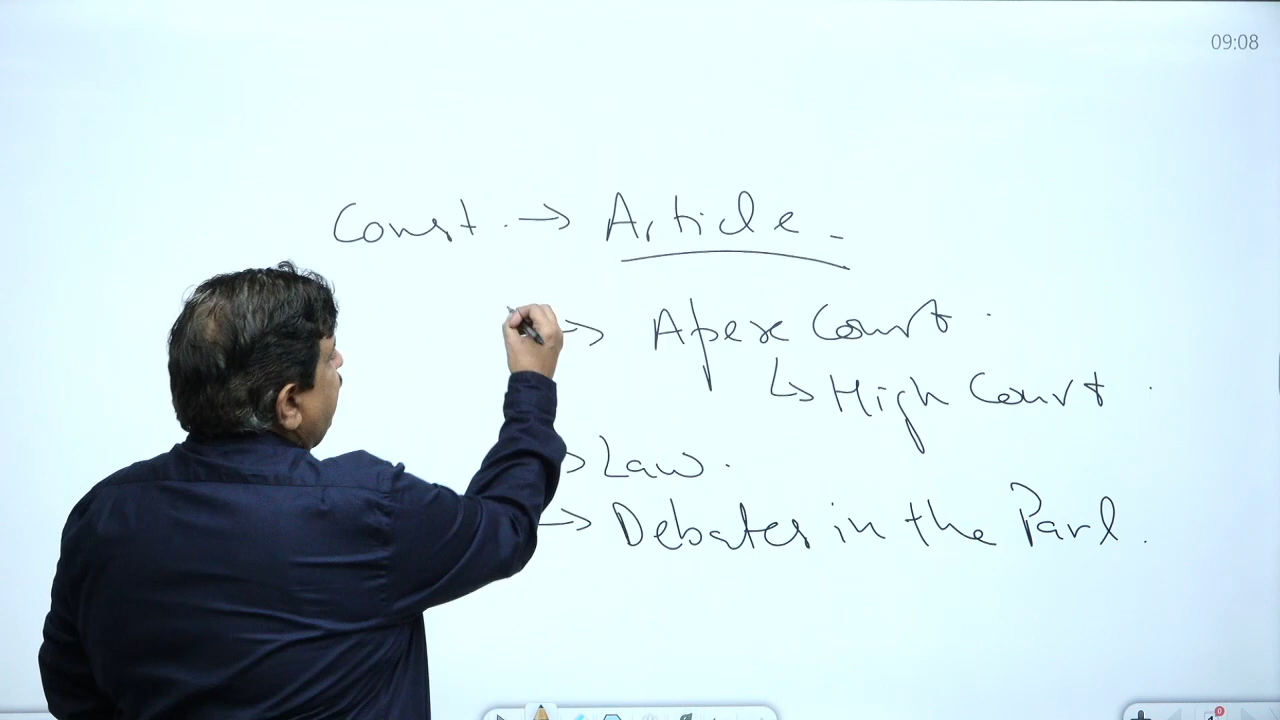 09:08
Const. → Article -
→ Apex Court.
↳ High Court.
→ Law.
→ Debates in the Parl.